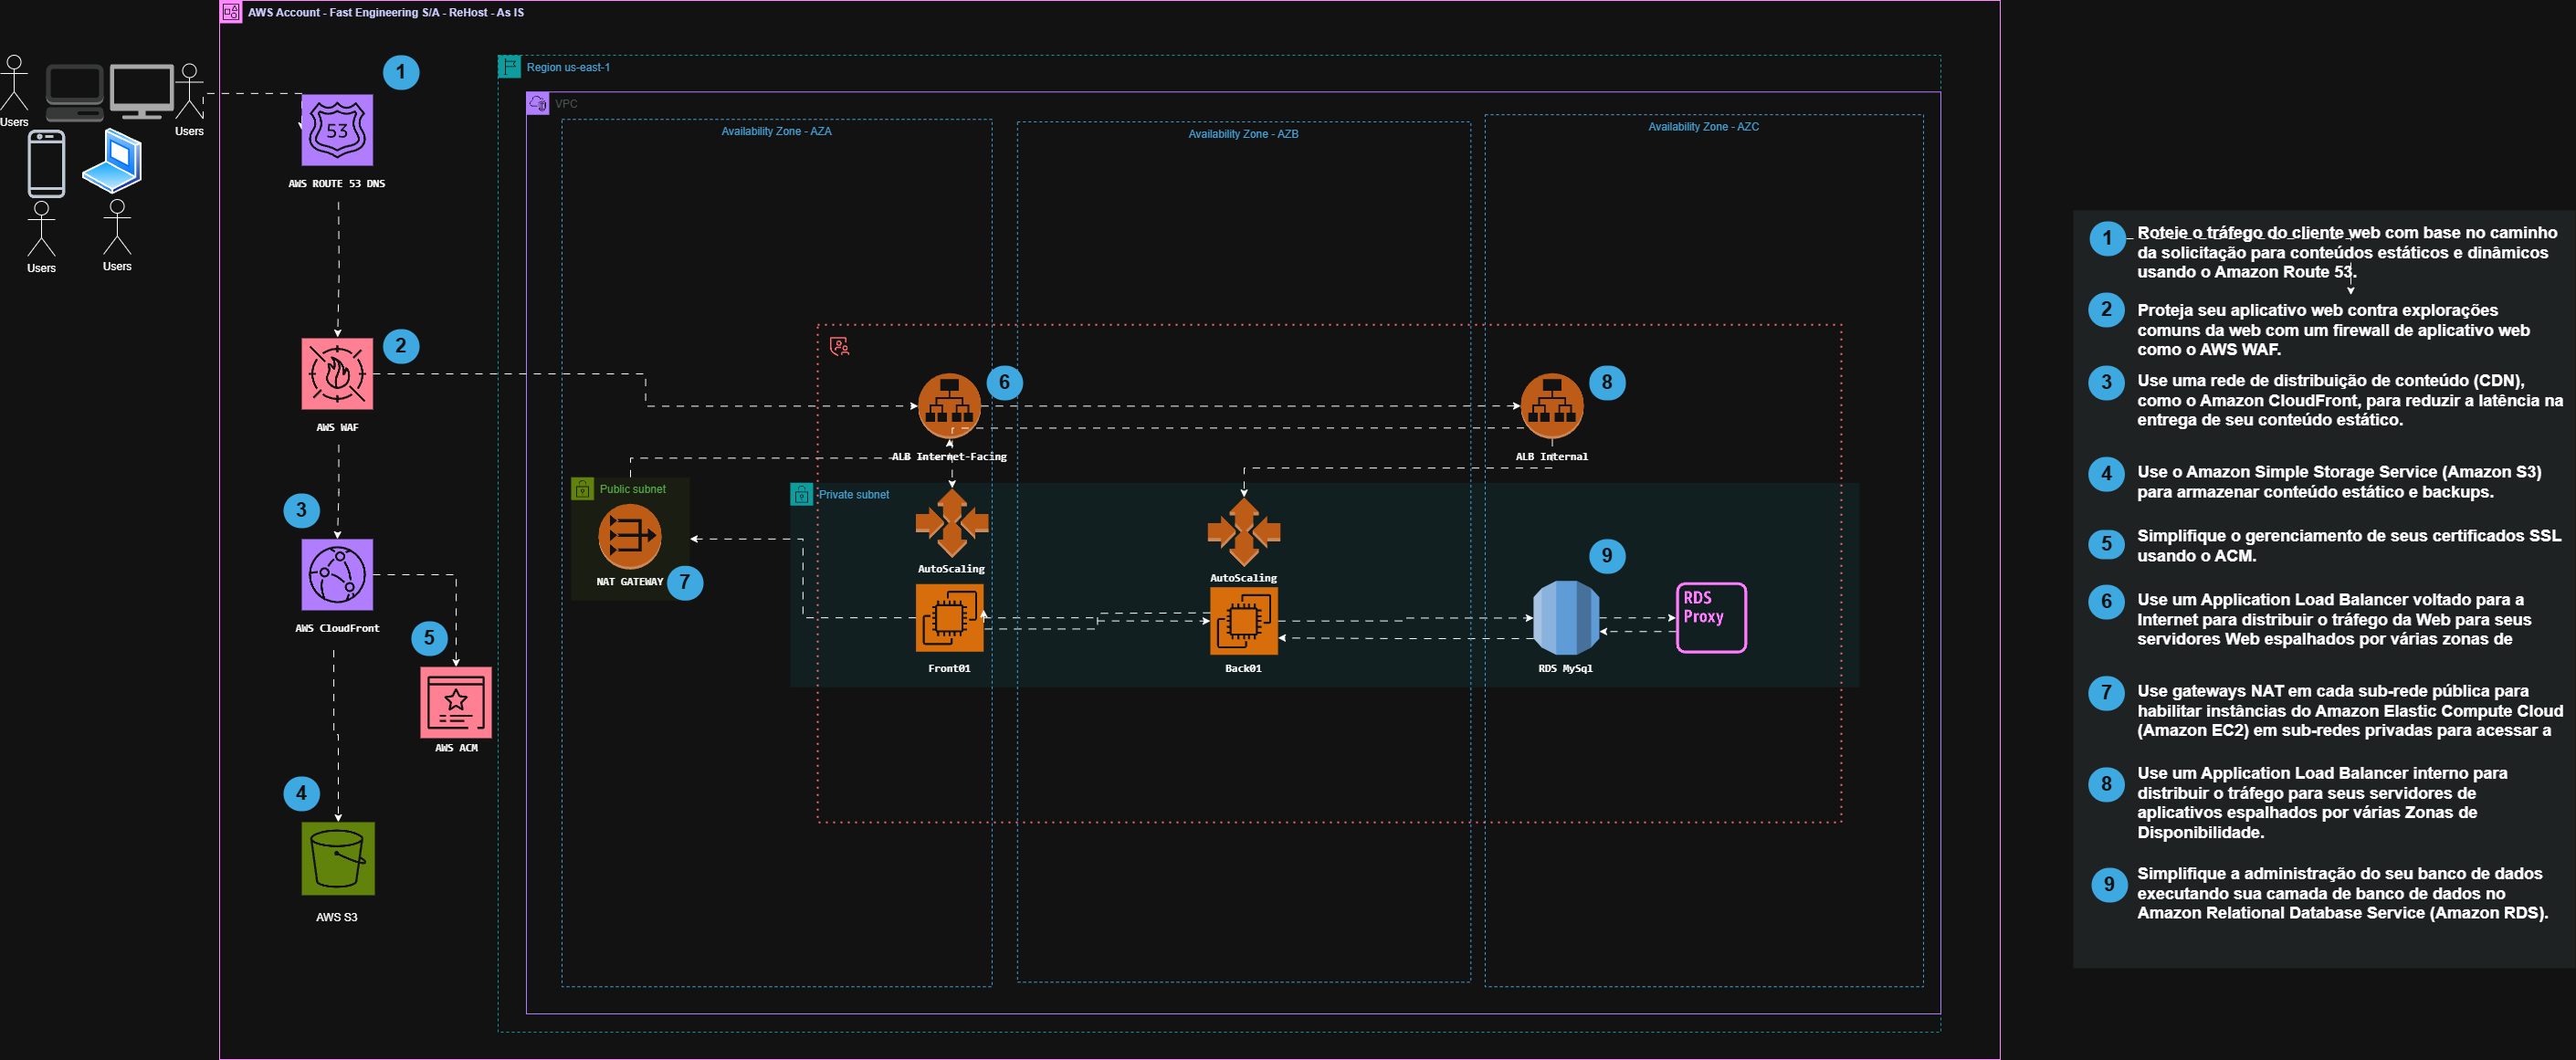 AWS Account - Fast Engineering S/A - ReHost - As IS
Users
Users
Users
Users
1
53
AWS ROUTE 53 DNS
2
AWS WAF
3
AWS CloudFront
5
AWS ACM
4
AWS S3
Region us-east-1
VPC
Availability Zone - AZA
Availability Zone - AZB
Availability Zone - AZC
6
ALB Internet-Facing
8
ALB Internal
Public subnet
NAT GATEWAY
7
Private subnet
AutoScaling
Front01
AutoScaling
Back01
9
RDS MySql
RDS
Proxy
1
Roteie o tráfego do cliente web com base no caminho
da solicitação para conteúdos estáticos e dinâmicos
usando o Amazon Route 53.
2
Proteja seu aplicativo web contra explorações
comuns da web com um firewall de aplicativo web
como o AWS WAF.
3
Use uma rede de distribuição de conteúdo (CDN),
como o Amazon CloudFront, para reduzir a latência na
entrega de seu conteúdo estático.
4
Use o Amazon Simple Storage Service (Amazon S3)
para armazenar conteúdo estático e backups.
5
Simplifique o gerenciamento de seus certificados SSL
usando o ACM.
6
Use um Application Load Balancer voltado para a
Internet para distribuir o tráfego da Web para seus
servidores Web espalhados por várias zonas de
7
Use gateways NAT em cada sub-rede pública para
habilitar instâncias do Amazon Elastic Compute Cloud
(Amazon EC2) em sub-redes privadas para acessar a
8
Use um Application Load Balancer interno para
distribuir o tráfego para seus servidores de
aplicativos espalhados por várias Zonas de
Disponibilidade.
9
Simplifique a administração do seu banco de dados
executando sua camada de banco de dados no
Amazon Relational Database Service (Amazon RDS).